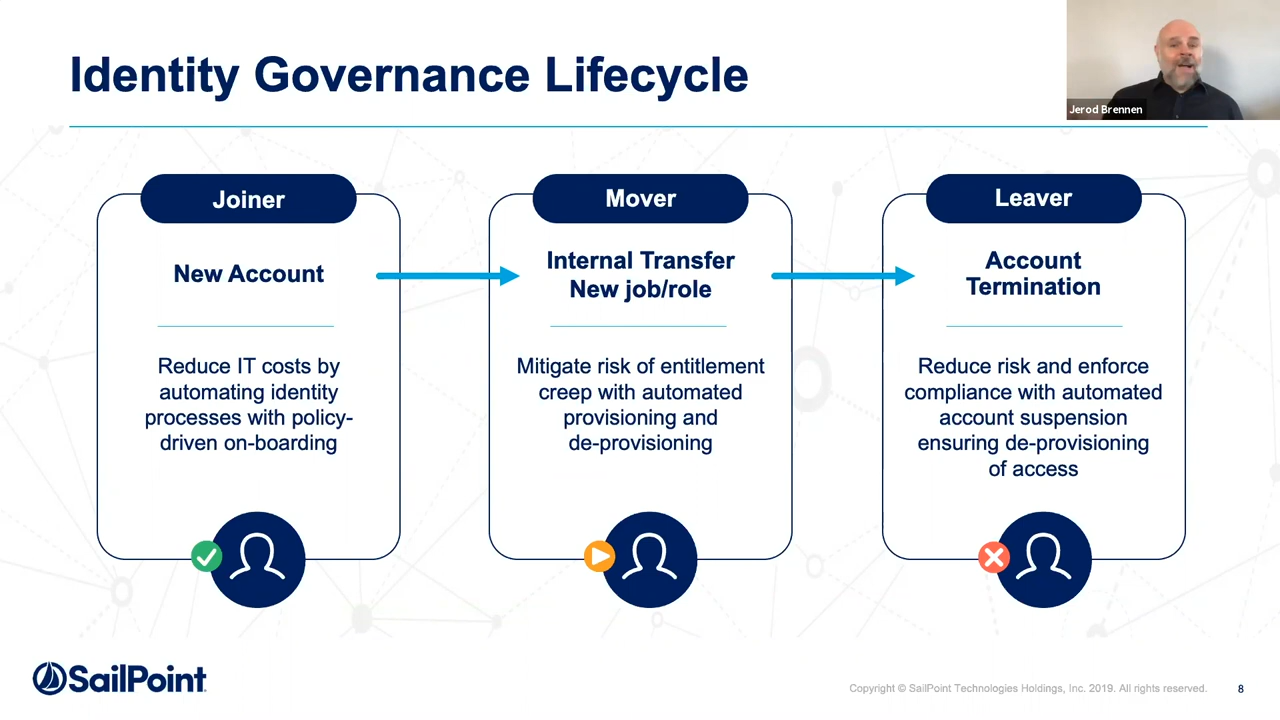 Identity Governance Lifecycle
Jerod Brennen
Joiner
New Account
Reduce IT costs by
automating identity
processes with policy-
driven on-boarding
Mover
Internal Transfer
New job/role
Mitigate risk of entitlement
creep with automated
provisioning and
de-provisioning
Leaver
Account
Termination
Reduce risk and enforce
compliance with automated
account suspension
ensuring de-provisioning
of access
SailPoint
Copyright © SailPoint Technologies Holdings, Inc. 2019. All rights reserved.
8